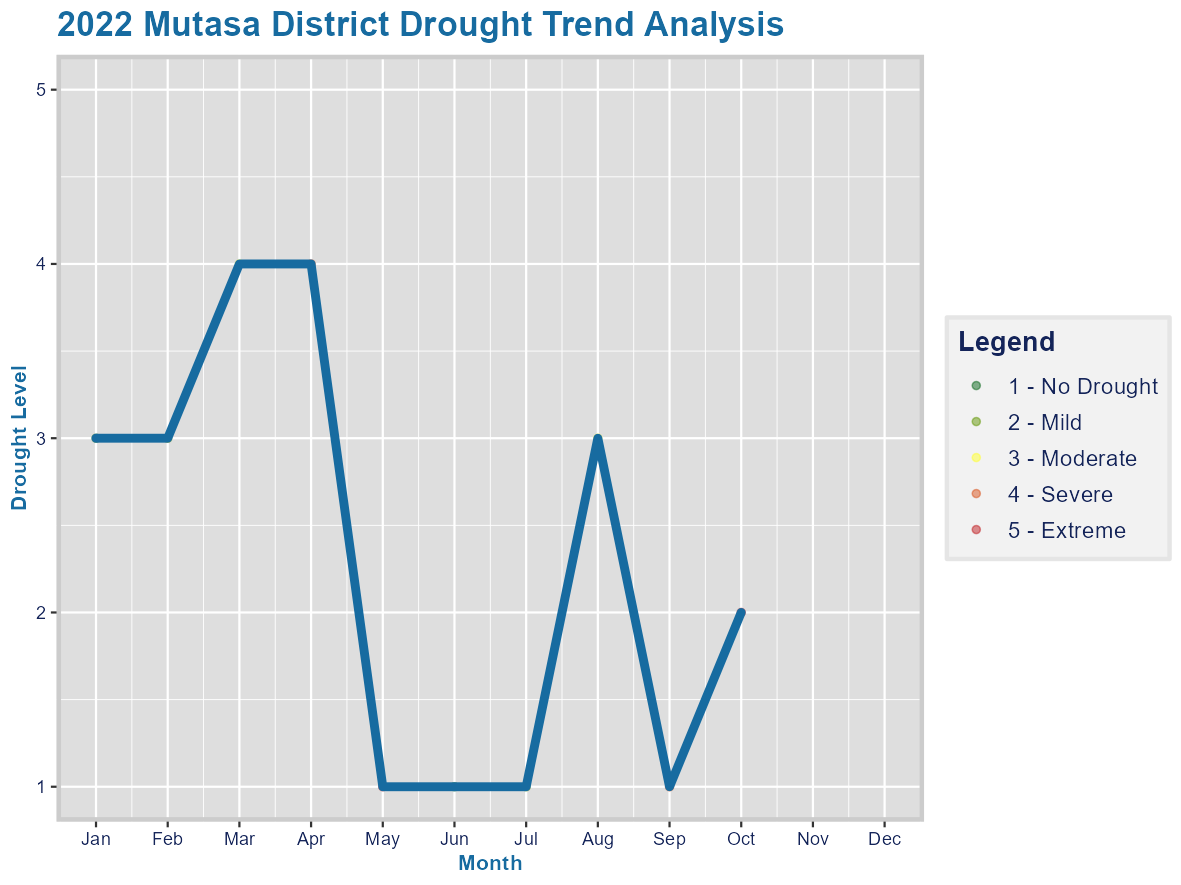 2022 Mutasa District Drought Trend Analysis
5
4
3
2
1
Drought Level
Jan Feb Mar Apr May Jun Jul Aug Sep Oct Nov Dec
Month
Legend
1 - No Drought
2 - Mild
3 - Moderate
4 - Severe
5 - Extreme